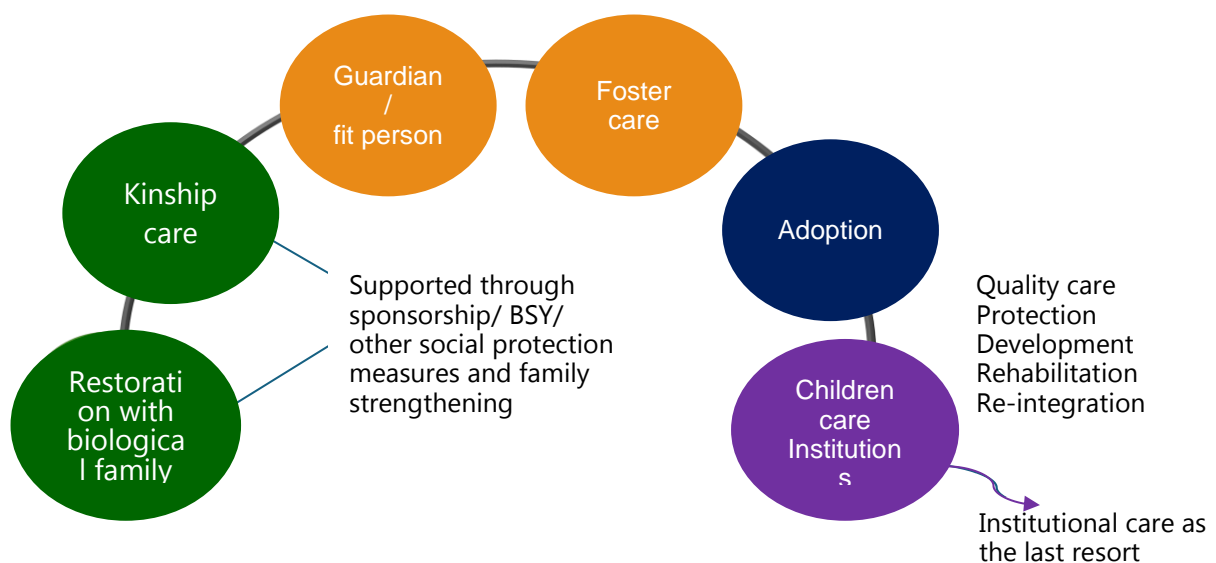 Guardian
/
fit person
Foster
care
Kinship
care
Adoption
Supported through
sponsorship/ BSY/
other social protection
measures and family
strengthening
Quality care
Protection
Development
Rehabilitation
Re-integration
Restorati
on with
biologica
l family
Children
care
Institution
s
Institutional care as
the last resort